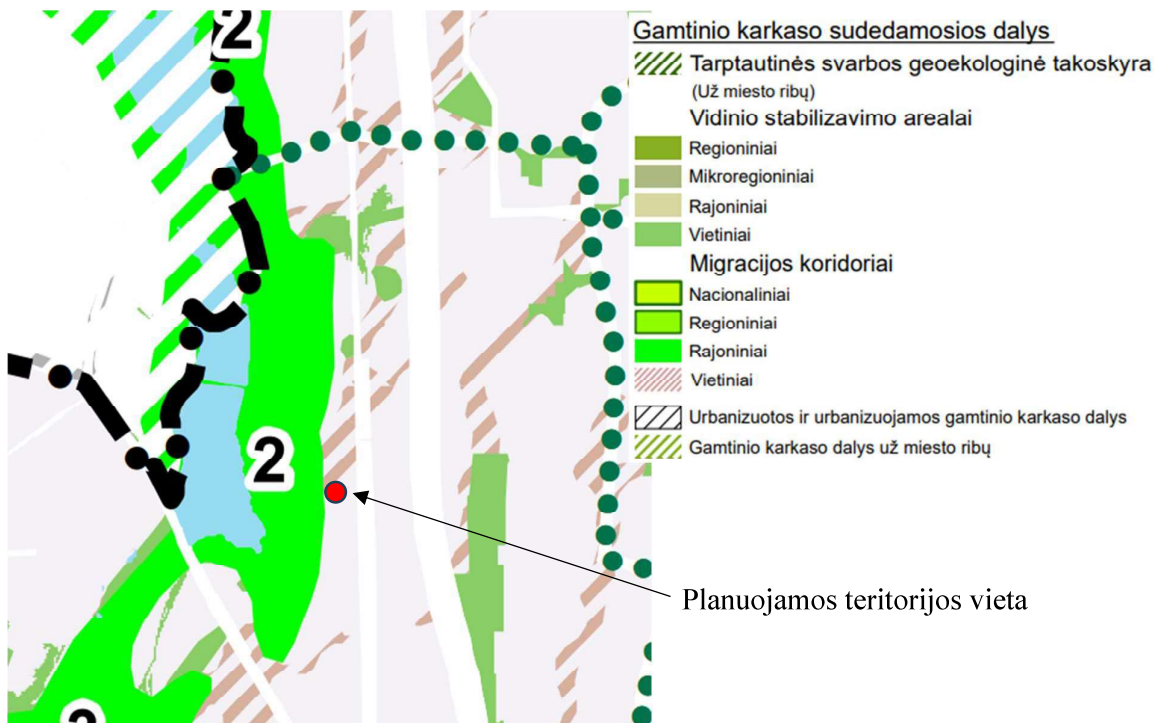 2
Gamtinio karkaso sudedamosios dalys
Tarptautinės svarbos geoekologinė takoskyra
(Už miesto ribų)
Vidinio stabilizavimo arealai
Regioniniai
Mikroregioniniai
Rajoniniai
Vietiniai
Migracijos koridoriai
Nacionaliniai
Regioniniai
Rajoniniai
Vietiniai
Urbanizuotos ir urbanizuojamos gamtinio karkaso dalys
Gamtinio karkaso dalys už miesto ribų
2
Planuojamos teritorijos vieta